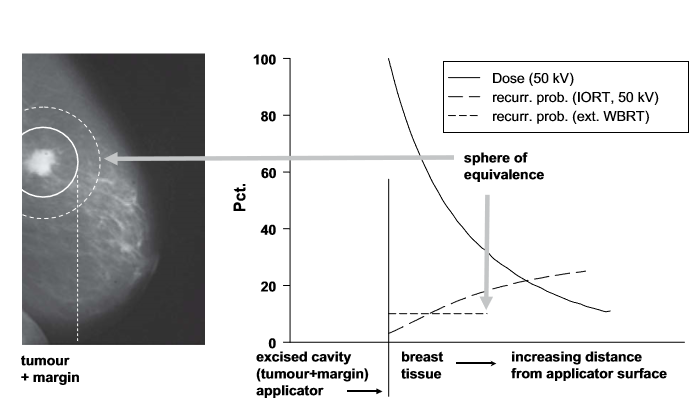 100
80
60
40
20
0
Pct.
Dose (50 kV)
recurr. prob. (IORT, 50 kV)
recurr. prob. (ext. WBRT)
sphere of
equivalence
tumour
+ margin
excised cavity
(tumour+margin)
applicator
breast
tissue
increasing distance
from applicator surface